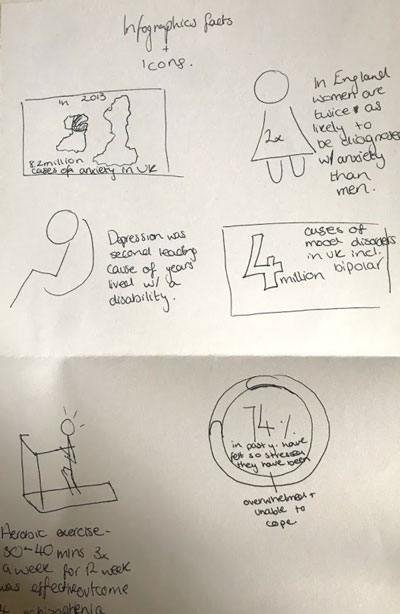 Infographics facts
+
Icons.
in 2013
8.2million
cases of anxiety in UK
2x
In England
women are
twice as
likely to
be diagnosed
w/ anxiety
than
men.
Depression was
second leading
cause of years
lived w/ a
disability.
4
million
cases of
mood disorders
in UK incl.
bipolar
74%
in past y. have
felt so stressed
they have been
overwhelmed +
unable to
cope
Aerobic exercise-
30-40 mins 3x
a week for 12 week
was effective outcome
schizophrenia